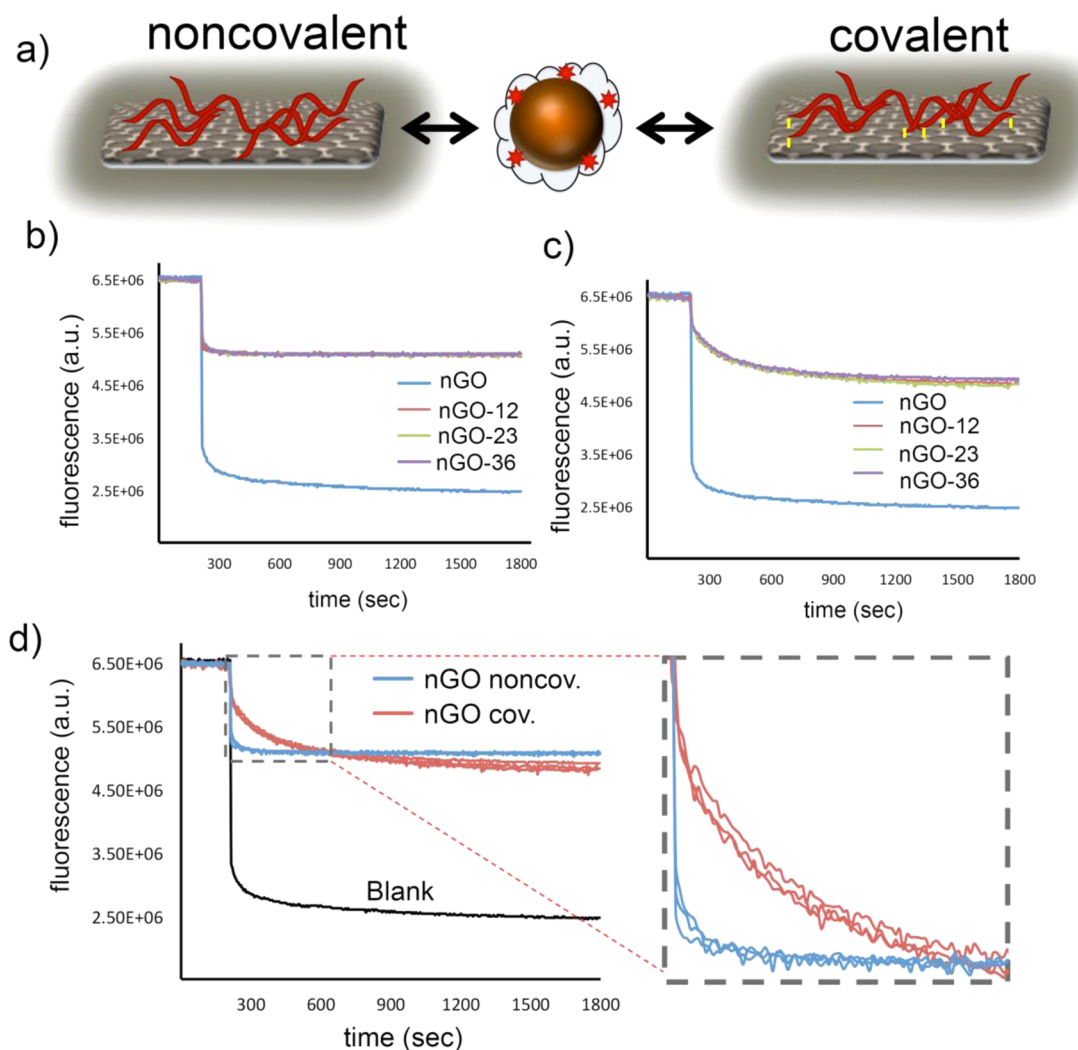 a)
noncovalent
covalent
b)
fluorescence (a.u.)
6.5E+06
5.5E+06
4.5E+06
3.5E+06
2.5E+06
nGO
nGO-12
nGO-23
nGO-36
300 600 900 1200 1500 1800
time (sec)
c)
fluorescence (a.u.)
6.5E+06
5.5E+06
4.5E+06
3.5E+06
2.5E+06
nGO
nGO-12
nGO-23
nGO-36
300 600 900 1200 1500 1800
time (sec)
d)
fluorescence (a.u.)
6.50E+06
5.50E+06
4.50E+06
3.50E+06
2.50E+06
nGO noncov.
nGO cov.
Blank
300 600 900 1200 1500 1800
time (sec)